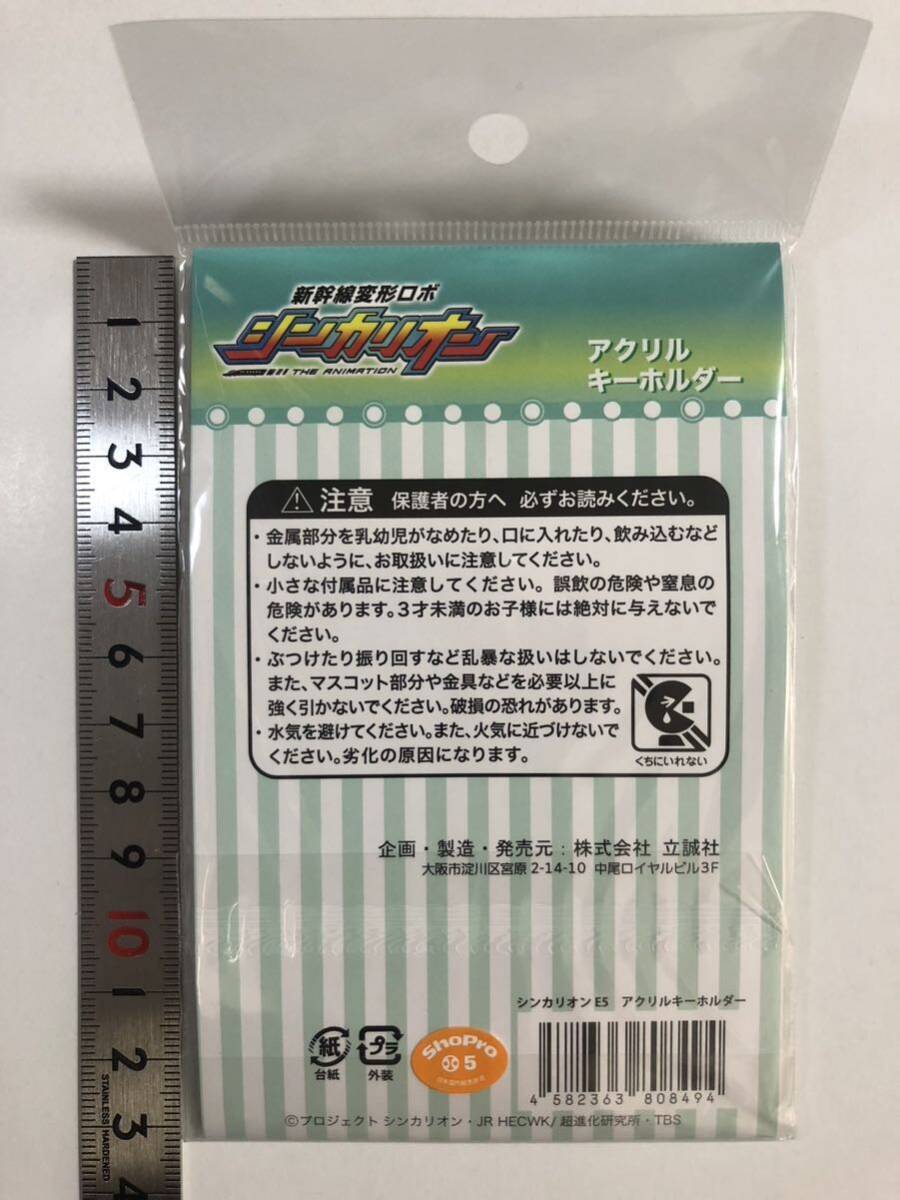 新幹線変形ロボ
シンカリオン
THE ANIMATION
アクリル
キーホルダー
注意 保護者の方へ 必ずお読みください。
・金属部分を乳幼児がなめたり、口に入れたり、飲み込むなど
しないように、お取扱いに注意してください。
・小さな付属品に注意してください。誤飲の危険や窒息の
危険があります。3才未満のお子様には絶対に与えないで
ください。
・ぶつけたり振り回すなど乱暴な扱いはしないでください。
また、マスコット部分や金具などを必要以上に
強く引かないでください。破損の恐れがあります。
・水気を避けてください。また、火気に近づけないで
ください。劣化の原因になります。
くちにいれない
企画・製造・発売元:株式会社 立誠社
大阪市淀川区宮原 2-14-10 中尾ロイヤルビル3F
シンカリオン E5 アクリルキーホルダー
紙
台紙
プラ
外装
ShoPro
5
4 582363 808494
©プロジェクト シンカリオン・JR HECWK/ 超進化研究所・TBS
1
2
3
4
5
6
7
8
9
10
1
2
3
4
STAINLESS HARDENED